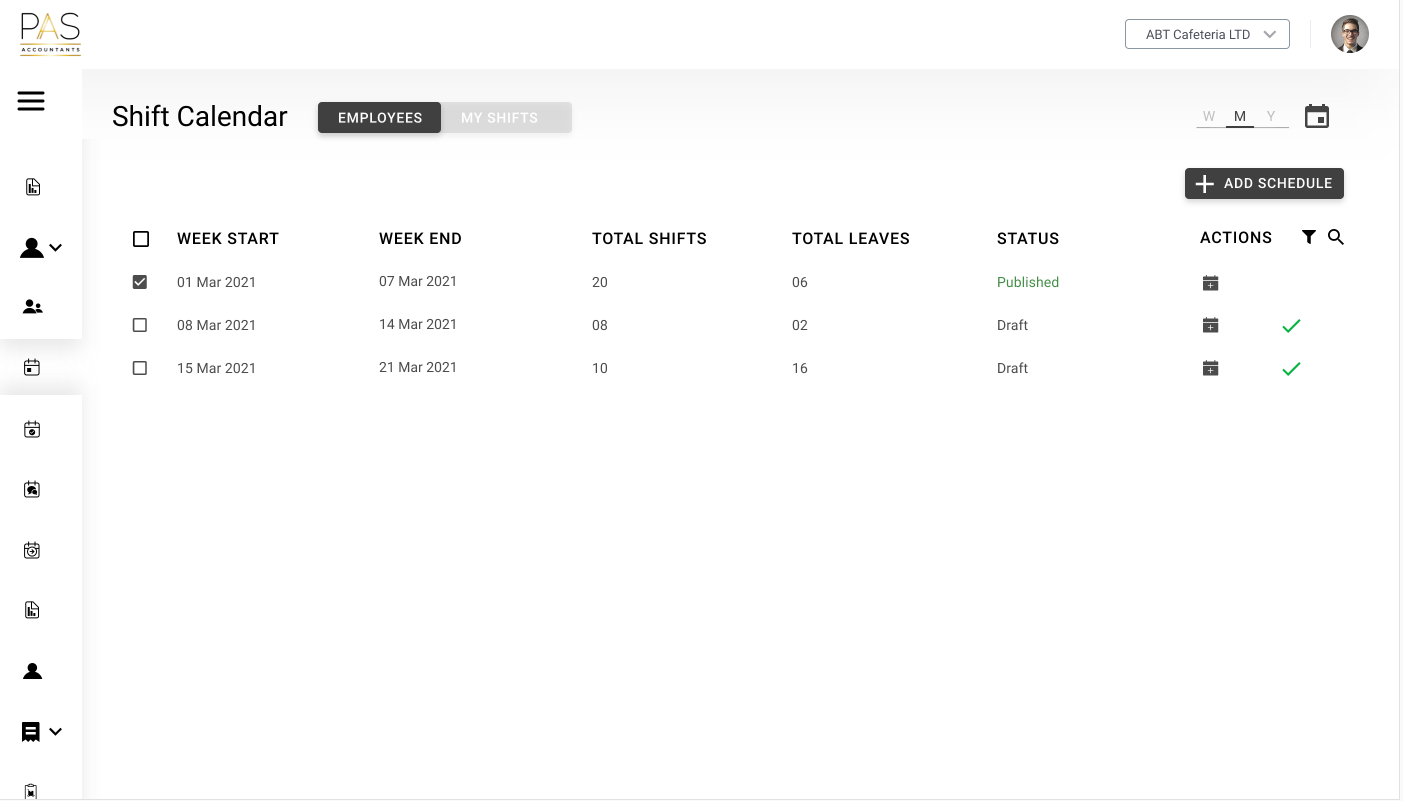 PAS
ACCOUNTANTS
ABT Cafeteria LTD
Shift Calendar EMPLOYEES MY SHIFTS W M Y
ADD SCHEDULE
WEEK START WEEK END TOTAL SHIFTS TOTAL LEAVES STATUS ACTIONS
01 Mar 2021 07 Mar 2021 20 06 Published
08 Mar 2021 14 Mar 2021 08 02 Draft
15 Mar 2021 21 Mar 2021 10 16 Draft